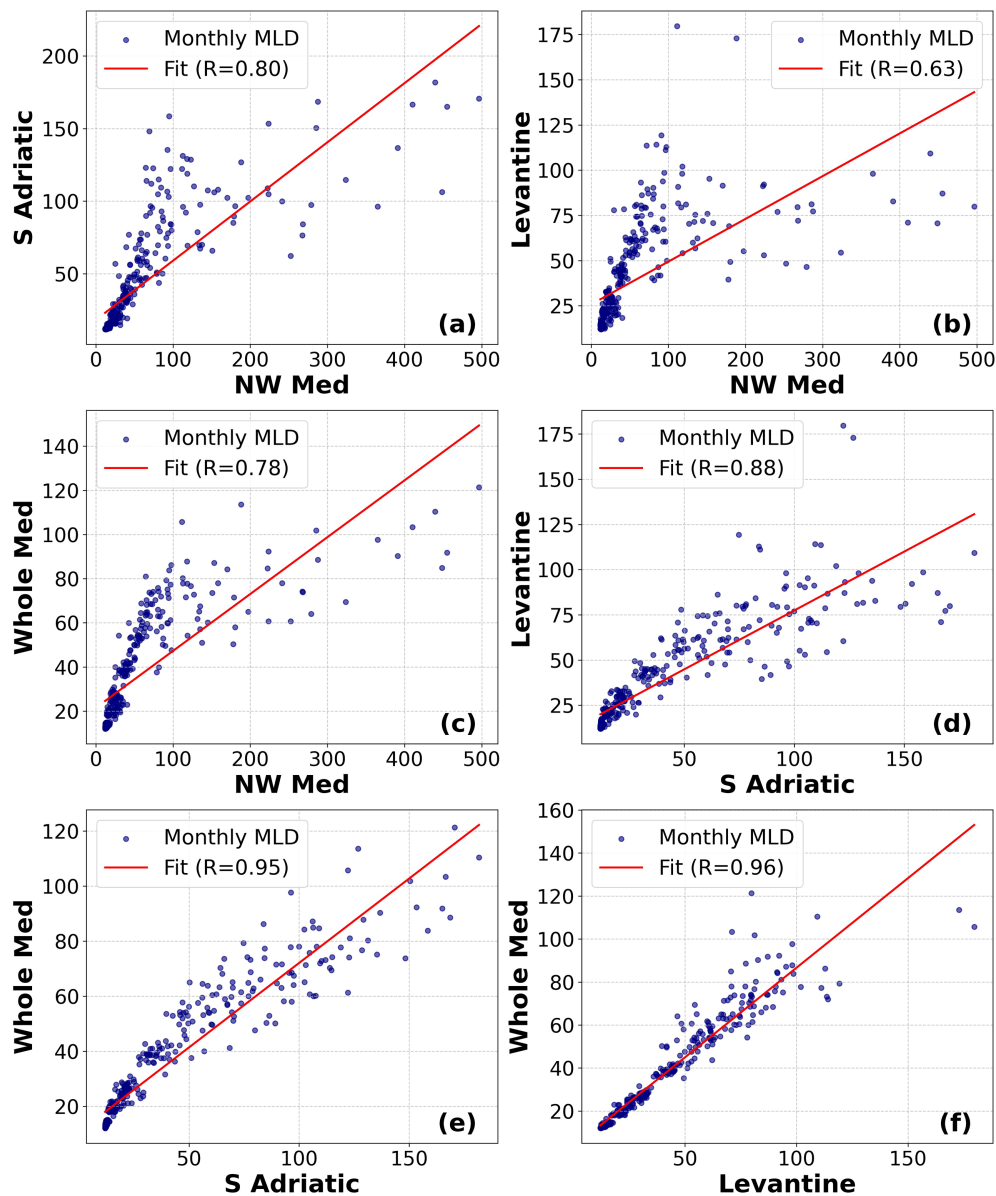 S Adriatic
200
150
100
50
Monthly MLD
Fit (R=0.80)
(a)
0 100 200 300 400 500
NW Med
Levantine
175
150
125
100
75
50
25
Monthly MLD
Fit (R=0.63)
(b)
0 100 200 300 400 500
NW Med
Whole Med
140
120
100
80
60
40
20
Monthly MLD
Fit (R=0.78)
(c)
0 100 200 300 400 500
NW Med
Levantine
175
150
125
100
75
50
25
Monthly MLD
Fit (R=0.88)
(d)
50 100 150
S Adriatic
Whole Med
120
100
80
60
40
20
Monthly MLD
Fit (R=0.95)
(e)
50 100 150
S Adriatic
Whole Med
160
140
120
100
80
60
40
20
Monthly MLD
Fit (R=0.96)
(f)
50 100 150
Levantine